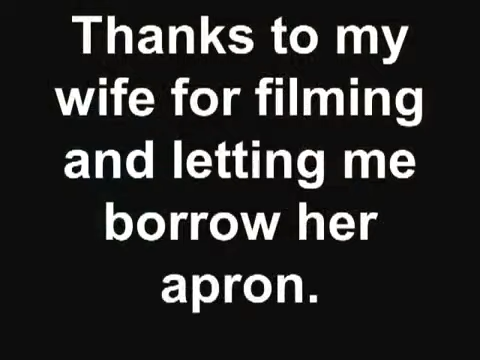 Thanks to my
wife for filming
and letting me
borrow her
apron.